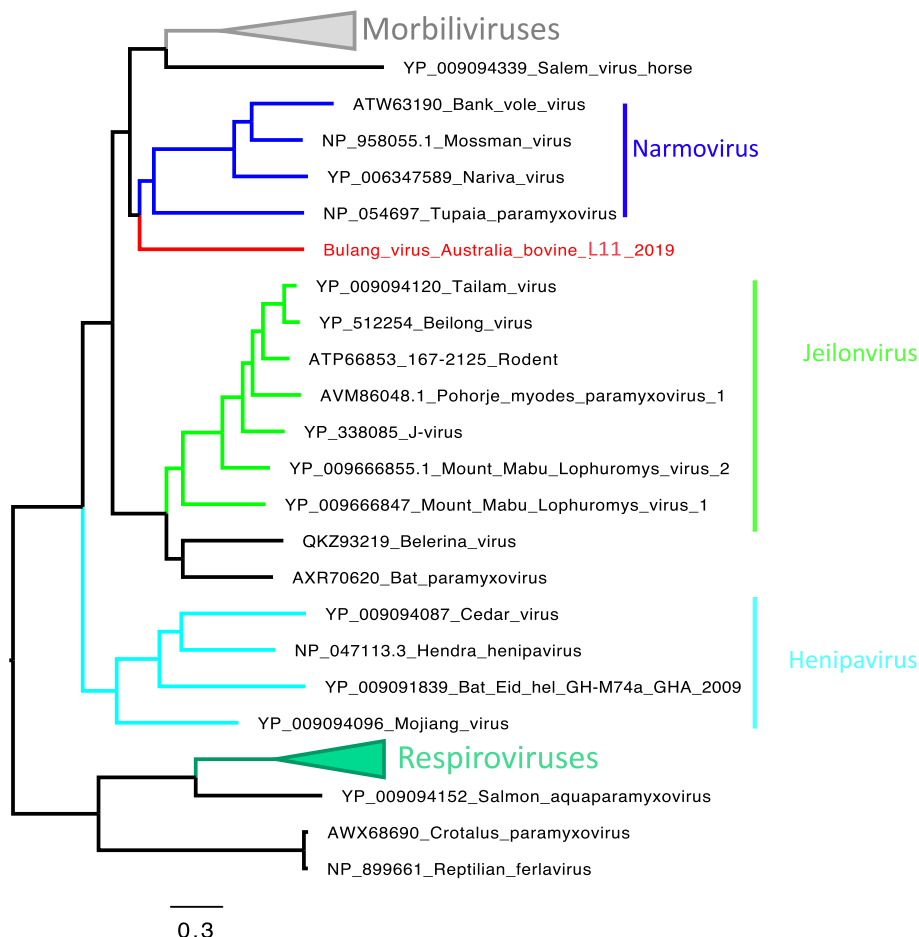 Morbiliviruses
YP_009094339_Salem_virus_horse
ATW63190_Bank_vole_virus
NP_958055.1_Mossman_virus
Narmovirus
YP_006347589_Nariva_virus
NP_054697_Tupaia_paramyxovirus
Bulang_virus_Australia_bovine_L11_2019
YP_009094120_Tailam_virus
YP_512254_Beilong_virus
Jeilonvirus
ATP66853_167-2125_Rodent
AVM86048.1_Pohorje_myodes_paramyxovirus_1
YP_338085_J-virus
YP_009666855.1_Mount_Mabu_Lophuromys_virus_2
YP_009666847_Mount_Mabu_Lophuromys_virus_1
QKZ93219_Belerina_virus
AXR70620_Bat_paramyxovirus
YP_009094087_Cedar_virus
NP_047113.3_Hendra_henipavirus
Henipavirus
YP_009091839_Bat_Eid_hel_GH-M74a_GHA_2009
YP_009094096_Mojiang_virus
Respiroviruses
YP_009094152_Salmon_aquaparamyxovirus
AWX68690_Crotalus_paramyxovirus
NP_899661_Reptilian_ferlavirus
0.3